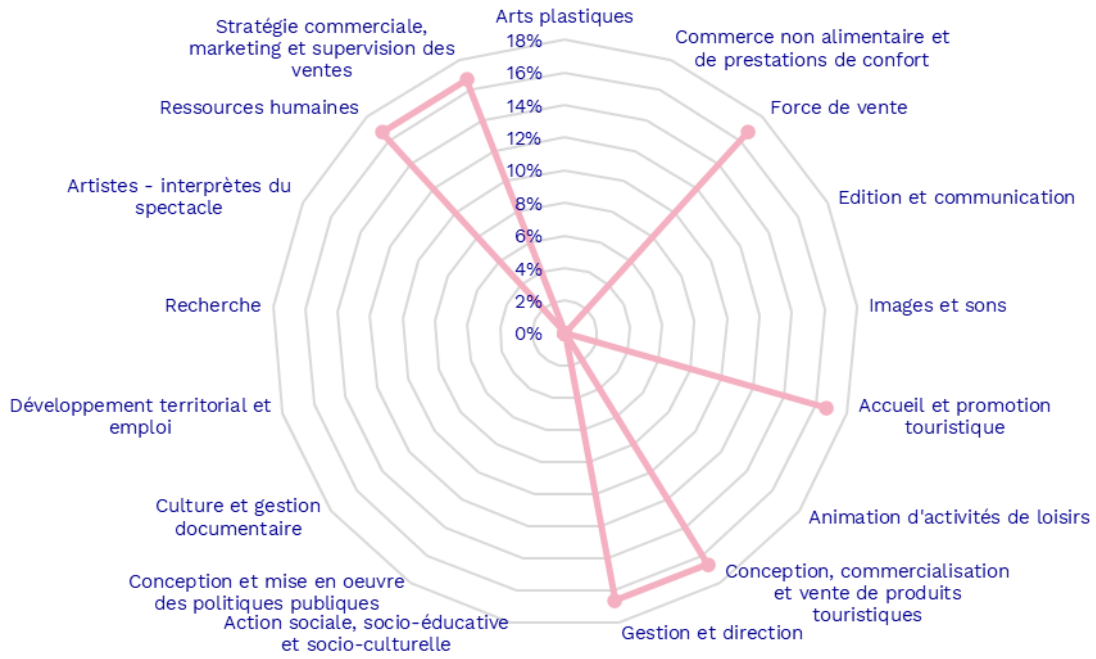 Arts plastiques
Stratégie commerciale,
marketing et supervision des
ventes
Commerce non alimentaire et
de prestations de confort
Ressources humaines
Force de vente
Artistes - interprètes du
spectacle
Edition et communication
Recherche
Images et sons
Développement territorial et
emploi
Accueil et promotion
touristique
Culture et gestion
documentaire
Animation d'activités de loisirs
Conception et mise en oeuvre
des politiques publiques
Conception, commercialisation
et vente de produits
touristiques
Action sociale, socio-éducative
et socio-culturelle
Gestion et direction
18%
16%
14%
12%
10%
8%
6%
4%
2%
0%